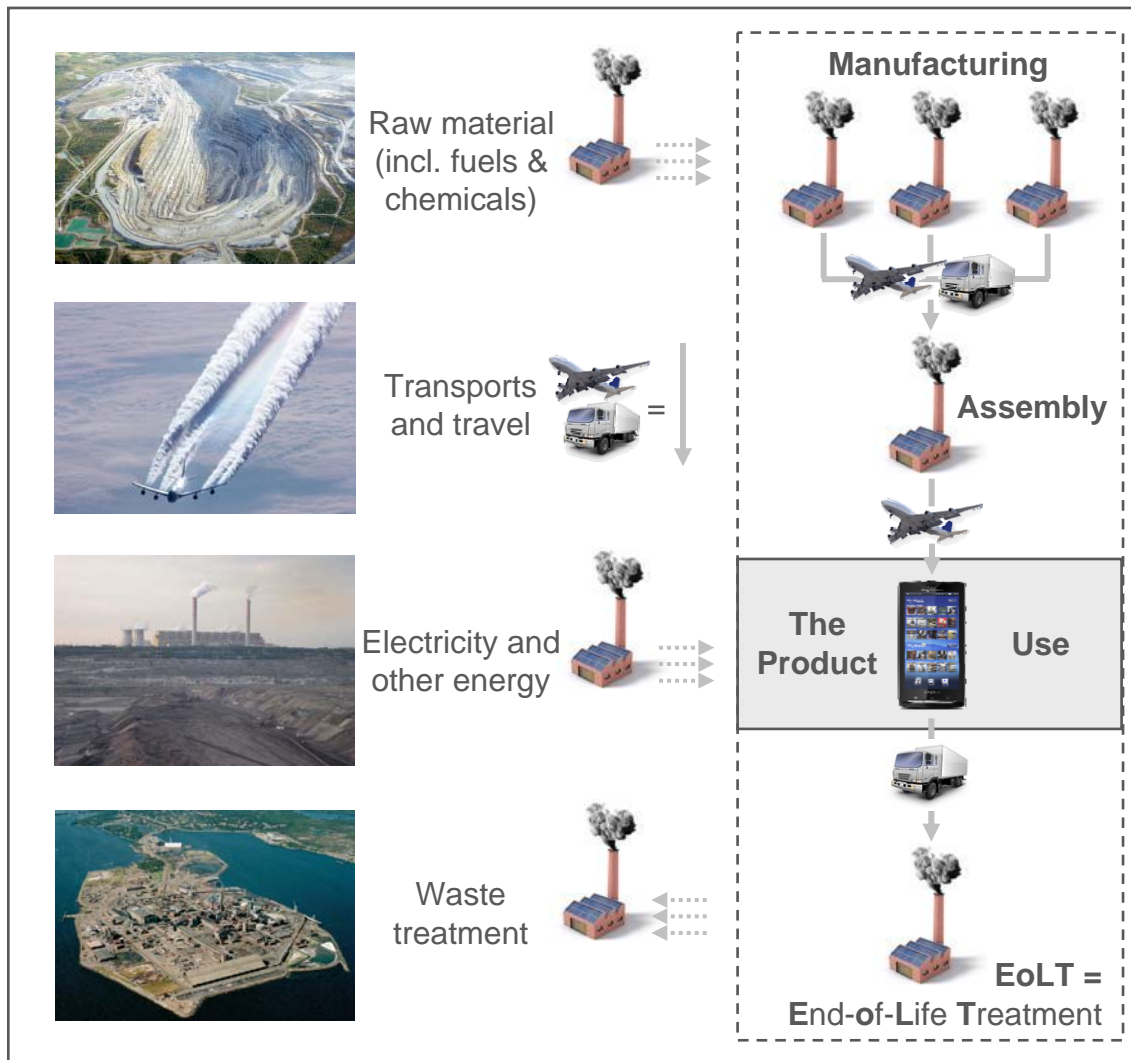 Manufacturing
Raw material
(incl. fuels &
chemicals)
Transports
and travel
=
Assembly
Electricity and
other energy
The
Product
Use
Waste
treatment
EoLT =
End-of-Life Treatment